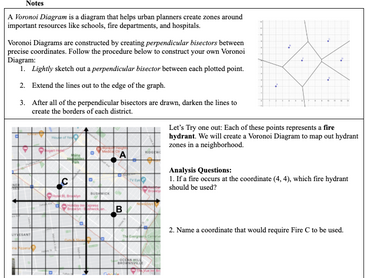 Notes
A Voronoi Diagram is a diagram that helps urban planners create zones around
important resources like schools, fire departments, and hospitals.
Voronoi Diagrams are constructed by creating perpendicular bisectors between
precise coordinates. Follow the procedure below to construct your own Voronoi
Diagram:
1. Lightly sketch out a perpendicular bisector between each plotted point.
2. Extend the lines out to the edge of the graph.
3. After all of the perpendicular bisectors are drawn, darken the lines to
create the borders of each district.
Let's Try one out: Each of these points represents a fire
hydrant. We will create a Voronoi Diagram to map out hydrant
zones in a neighborhood.
A
C
B
BUSHWICK
Analysis Questions:
1. If a fire occurs at the coordinate (4, 4), which fire hydrant
should be used?
2. Name a coordinate that would require Fire C to be used.